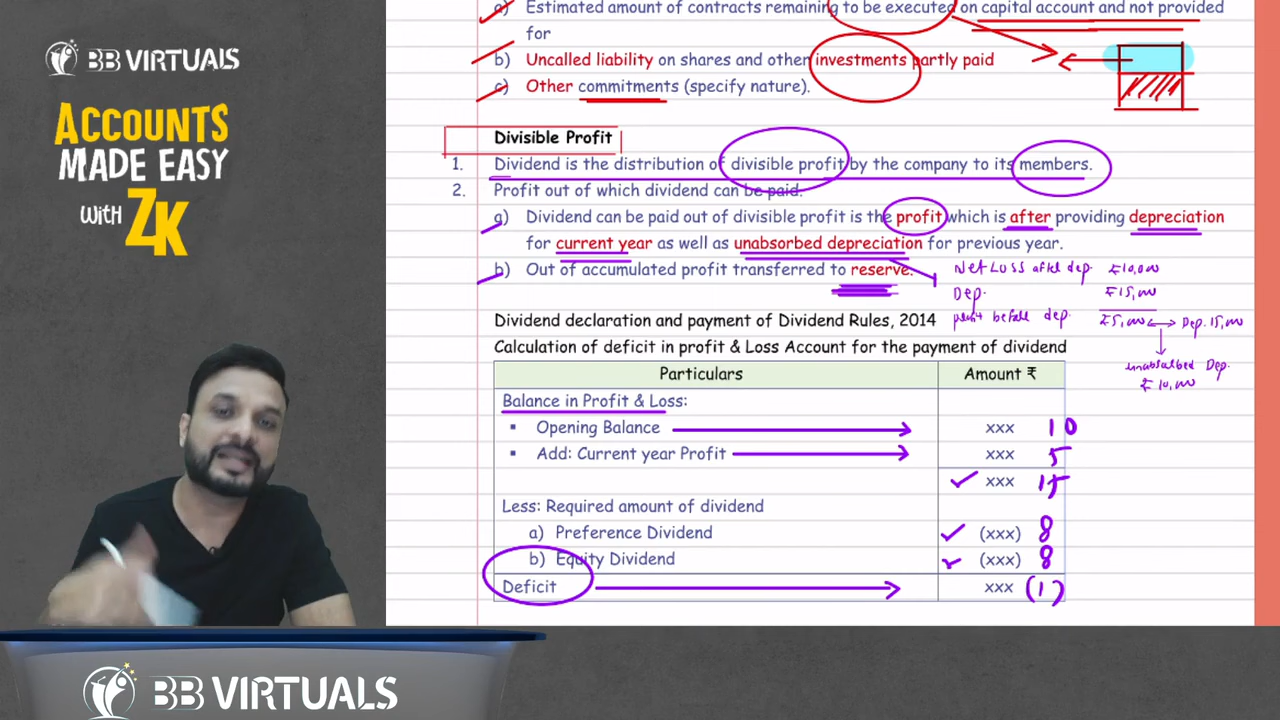 BB VIRTUALS
ACCOUNTS
MADE EASY
WITH ZK
a) Estimated amount of contracts remaining to be executed on capital account and not provided
for
b) Uncalled liability on shares and other investments partly paid
c) Other commitments (specify nature).
Divisible Profit
1. Dividend is the distribution of divisible profit by the company to its members.
2. Profit out of which dividend can be paid.
a) Dividend can be paid out of divisible profit is the profit which is after providing depreciation
for current year as well as unabsorbed depreciation for previous year.
b) Out of accumulated profit transferred to reserve.
Net Loss after dep. ₹10,000
Dep. ₹15,000
profit before dep. ₹5,000 Dep. 15,000
unabsorbed Dep.
₹10,000
Dividend declaration and payment of Dividend Rules, 2014
Calculation of deficit in profit & Loss Account for the payment of dividend
Particulars Amount ₹
Balance in Profit & Loss:
▪ Opening Balance xxx 10
▪ Add: Current year Profit xxx 5
xxx 15
Less: Required amount of dividend
a) Preference Dividend (xxx) 8
b) Equity Dividend (xxx) 8
Deficit xxx (1)
BB VIRTUALS